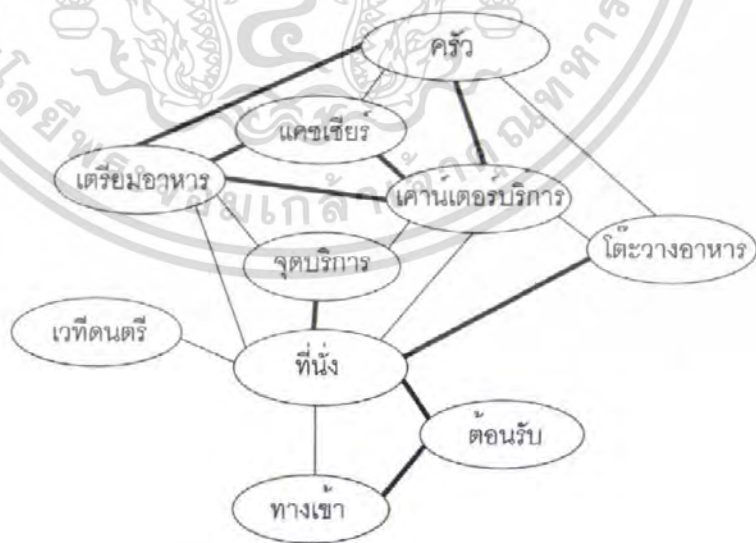 ครัว
แคชเชียร์
เตรียมอาหาร
เคาน์เตอร์บริการ
โต๊ะวางอาหาร
จุดบริการ
เวทีดนตรี
ที่นั่ง
ต้อนรับ
ทางเข้า